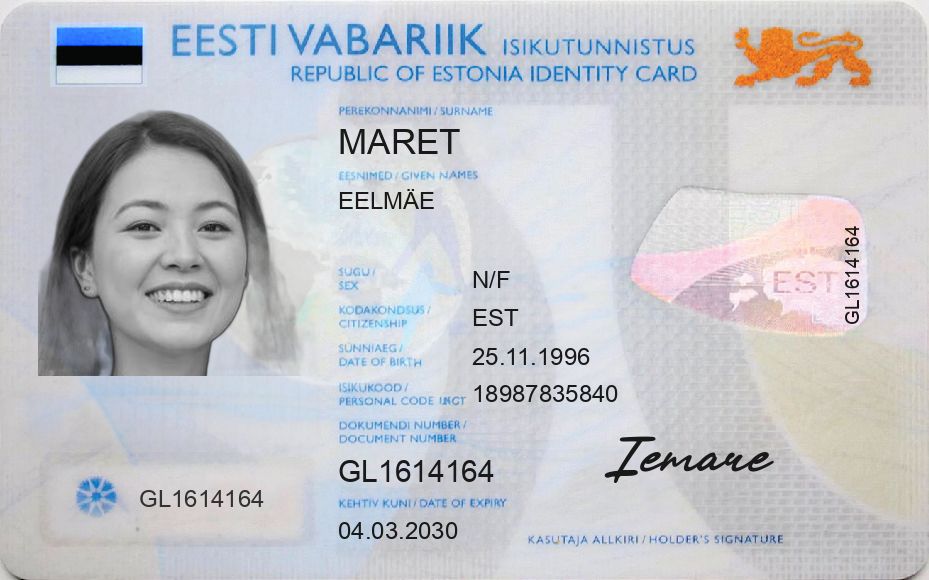 EESTI VABARIIK ISIKUTUNNISTUS
REPUBLIC OF ESTONIA IDENTITY CARD
PEREKONNANIMI / SURNAME
MARET
EESNIMED / GIVEN NAMES
EELMÄE
SUGU /
SEX
N/F
KODAKONDSUS /
CITIZENSHIP
EST
SÜNNIAEG /
DATE OF BIRTH
25.11.1996
ISIKUKOOD /
PERSONAL CODE
18987835840
DOKUMENDI NUMBER /
DOCUMENT NUMBER
GL1614164
KEHTIV KUNI / DATE OF EXPIRY
04.03.2030
GL1614164
EST
GL1614164
Iemare
KASUTAJA ALLKIRI / HOLDER'S SIGNATURE